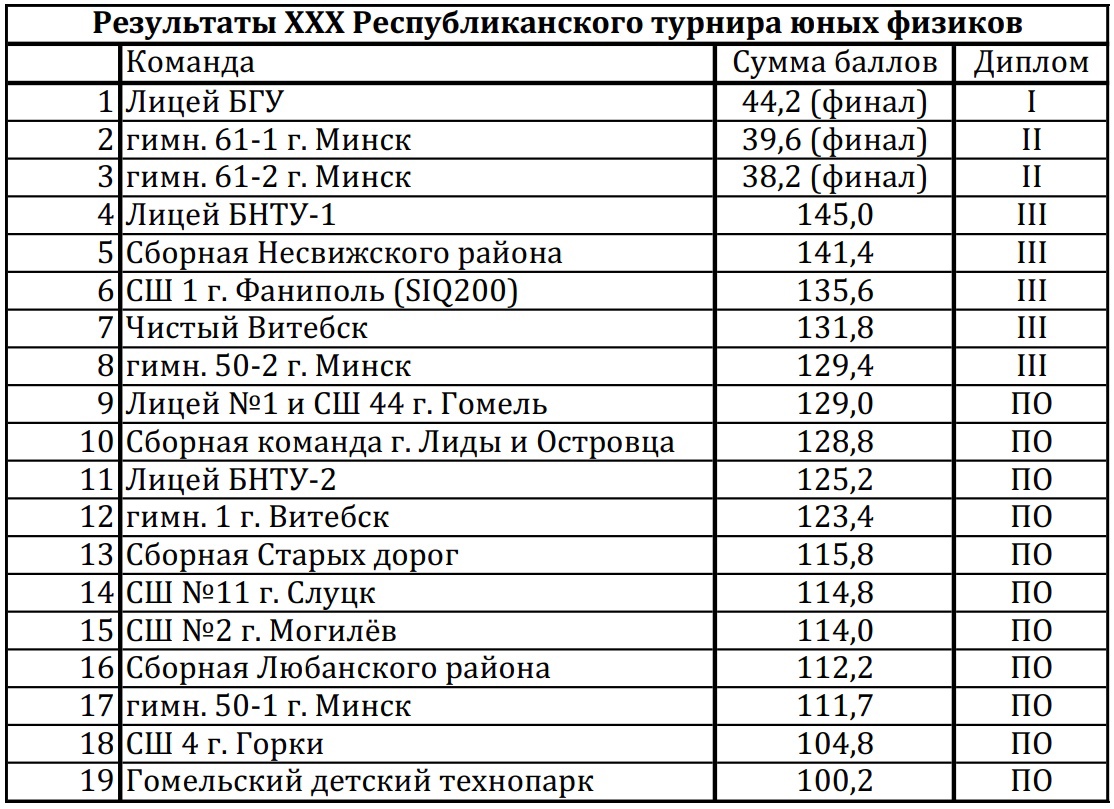 Результаты XXX Республиканского турнира юных физиков
Команда Сумма баллов Диплом
1 Лицей БГУ 44,2 (финал) I
2 гимн. 61-1 г. Минск 39,6 (финал) II
3 гимн. 61-2 г. Минск 38,2 (финал) II
4 Лицей БНТУ-1 145,0 III
5 Сборная Несвижского района 141,4 III
6 СШ 1 г. Фаниполь (SIQ200) 135,6 III
7 Чистый Витебск 131,8 III
8 гимн. 50-2 г. Минск 129,4 III
9 Лицей №1 и СШ 44 г. Гомель 129,0 ПО
10 Сборная команда г. Лиды и Островца 128,8 ПО
11 Лицей БНТУ-2 125,2 ПО
12 гимн. 1 г. Витебск 123,4 ПО
13 Сборная Старых дорог 115,8 ПО
14 СШ №11 г. Слуцк 114,8 ПО
15 СШ №2 г. Могилёв 114,0 ПО
16 Сборная Любанского района 112,2 ПО
17 гимн. 50-1 г. Минск 111,7 ПО
18 СШ 4 г. Горки 104,8 ПО
19 Гомельский детский технопарк 100,2 ПО